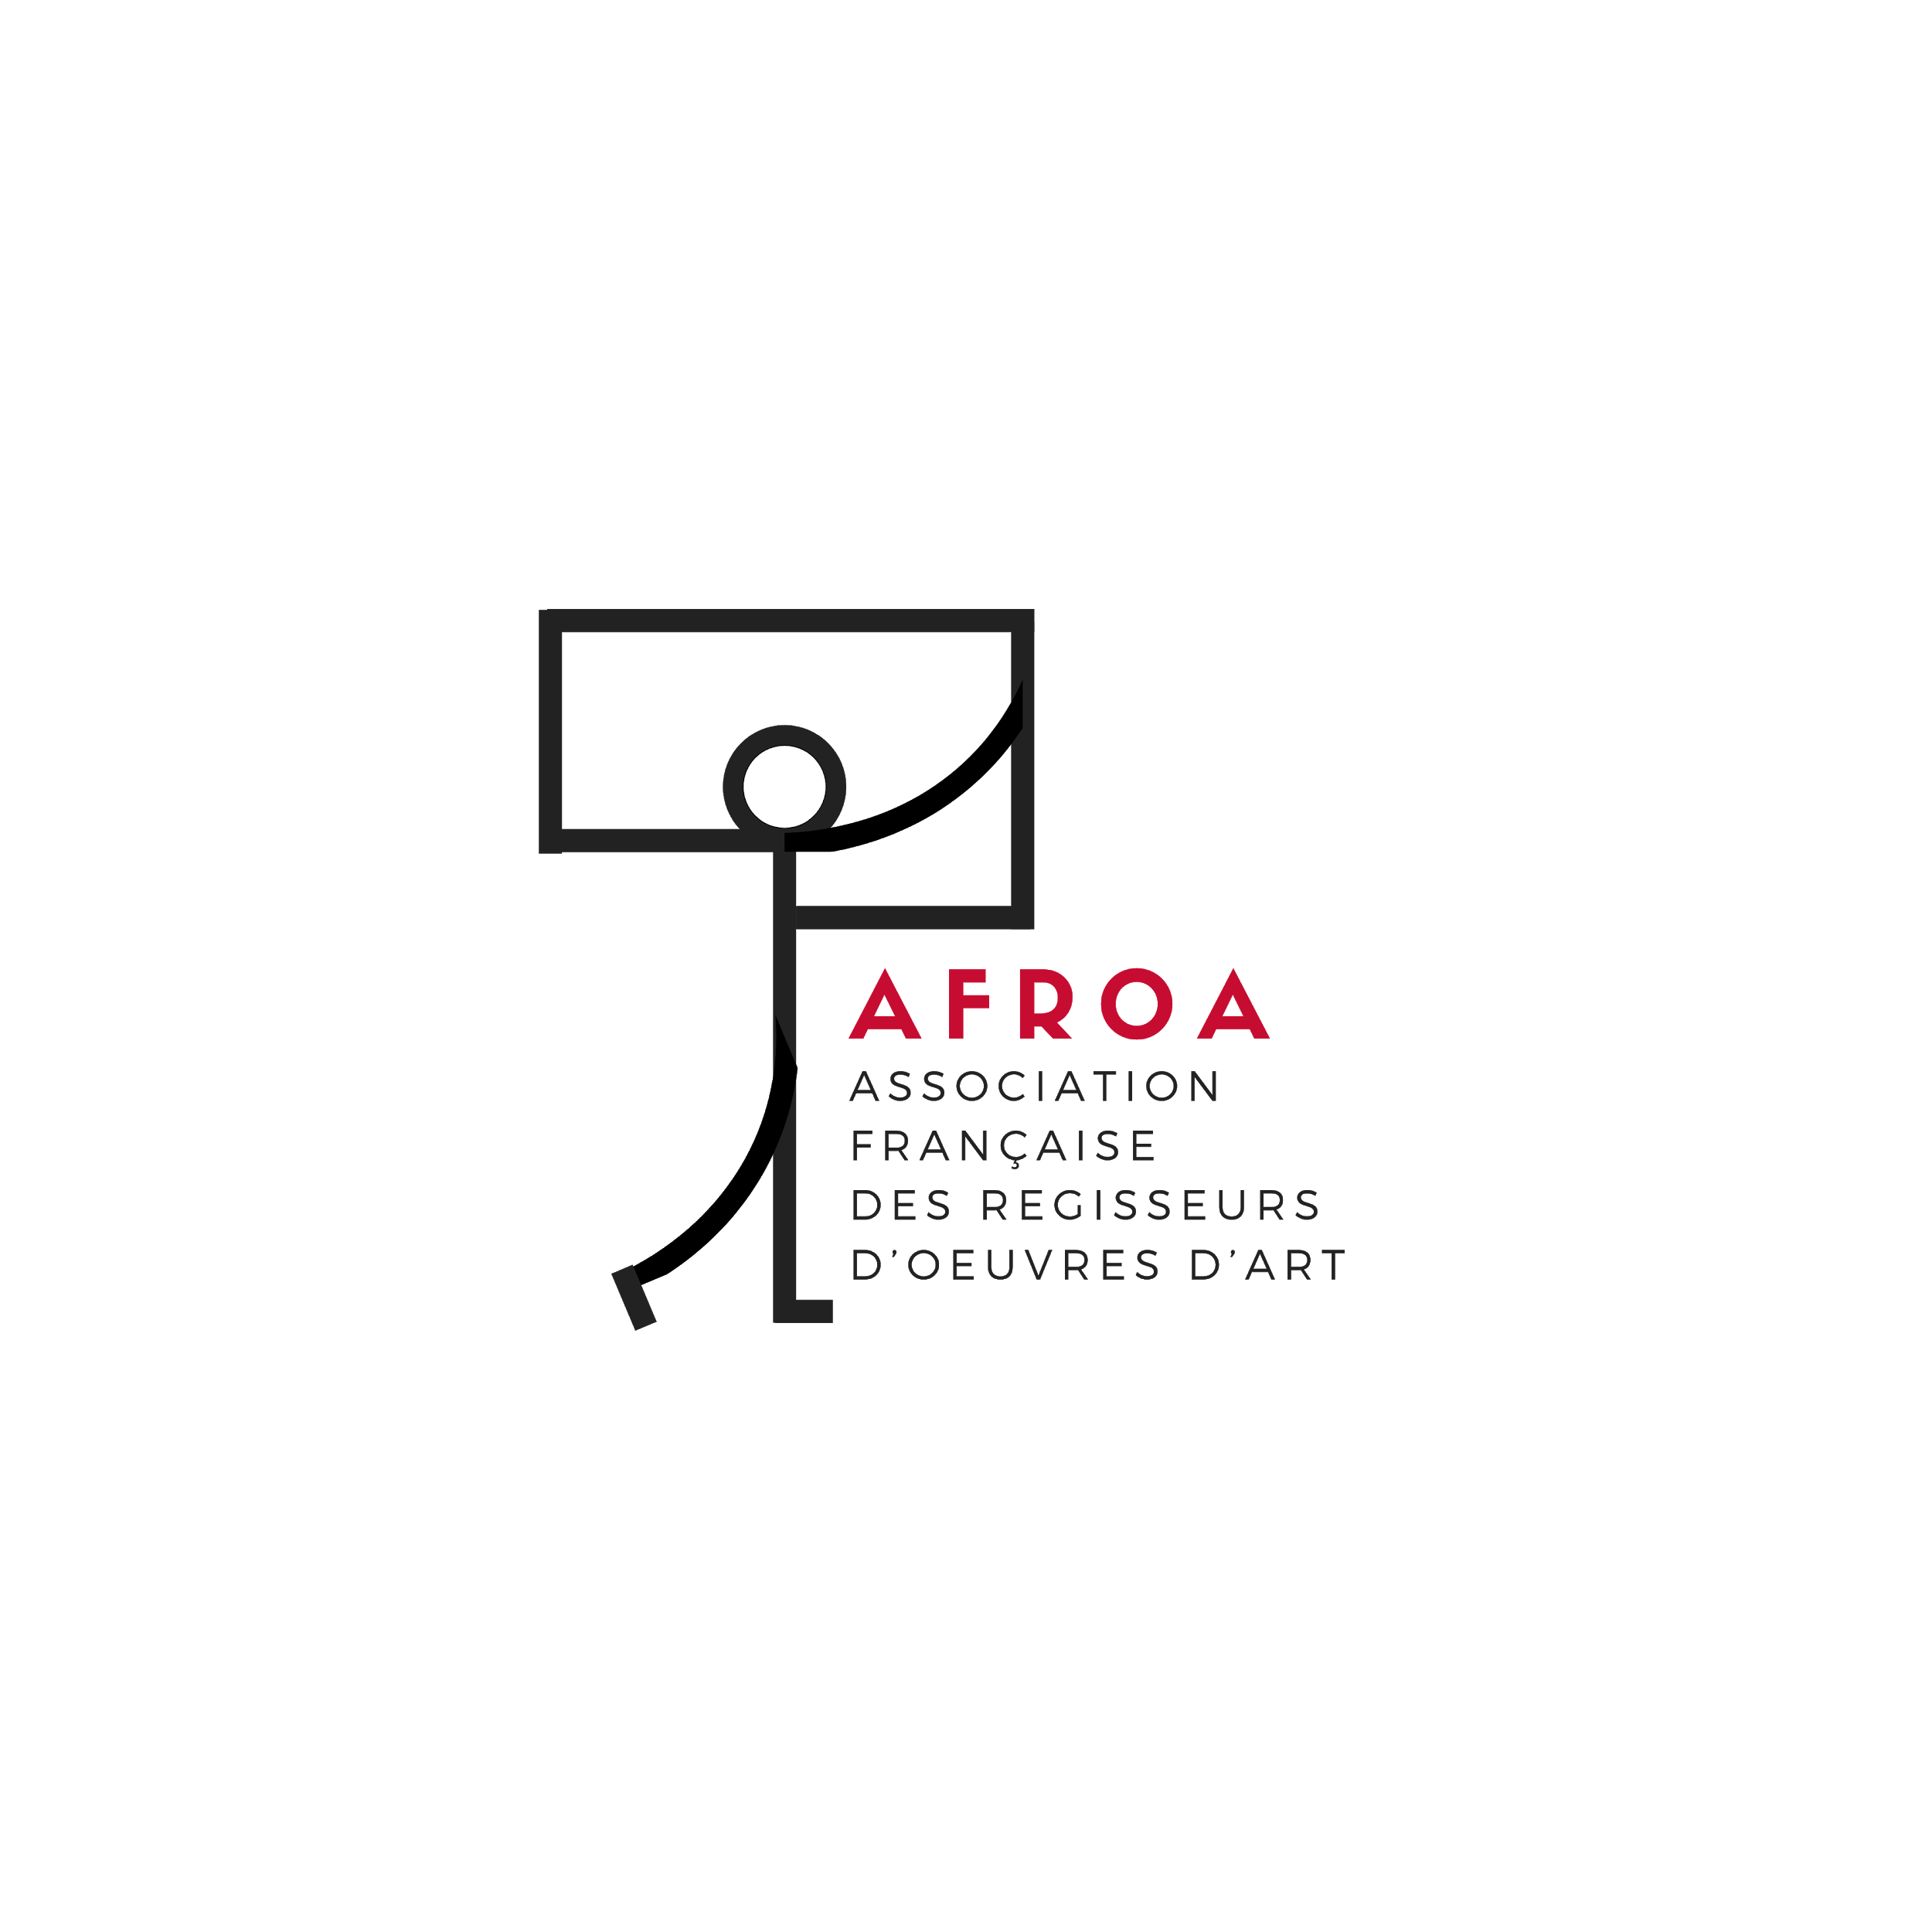 AFROA
ASSOCIATION
FRANÇAISE
DES REGISSEURS
D'OEUVRES D'ART